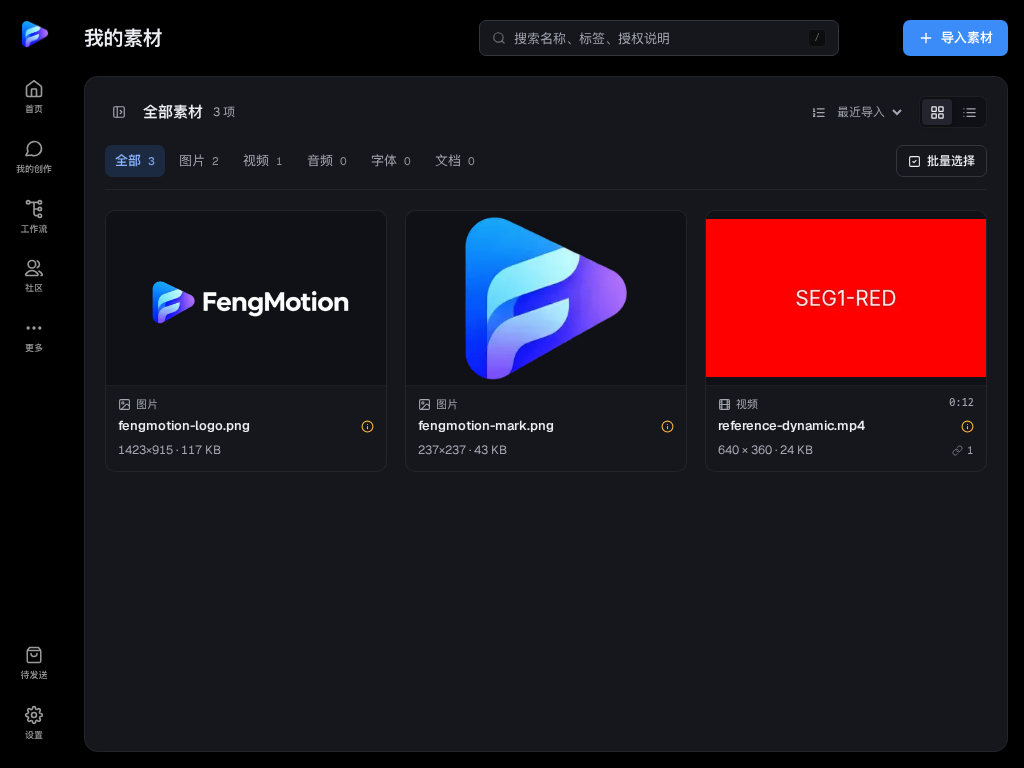 我的素材
搜索名称、标签、授权说明
/
导入素材
首页
我的创作
工作流
社区
更多
待发送
设置
全部素材 3 项
最近导入
全部 3 图片 2 视频 1 音频 0 字体 0 文档 0
批量选择
FengMotion
图片
fengmotion-logo.png
1423×915 · 117 KB
图片
fengmotion-mark.png
237×237 · 43 KB
SEG1-RED
视频 0:12
reference-dynamic.mp4
640 × 360 · 24 KB 1